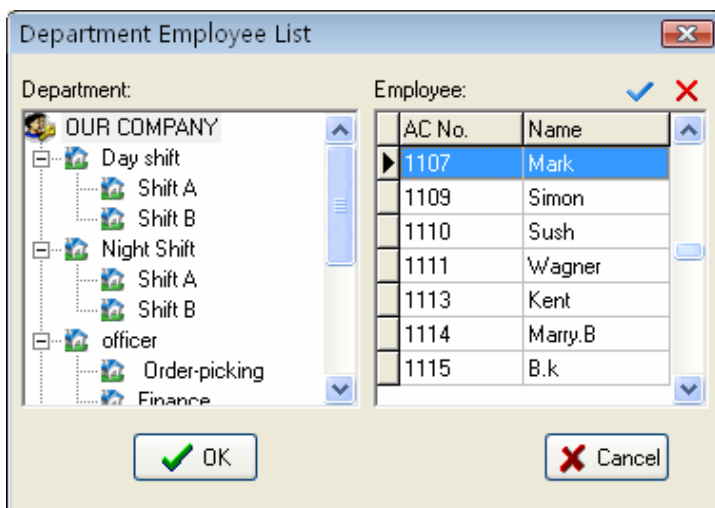 Department Employee List
Department:
OUR COMPANY
Day shift
Shift A
Shift B
Night Shift
Shift A
Shift B
officer
Order-picking
Finance
Employee:
AC No. Name
1107 Mark
1109 Simon
1110 Sush
1111 Wagner
1113 Kent
1114 Marry.B
1115 B.k
OK
Cancel